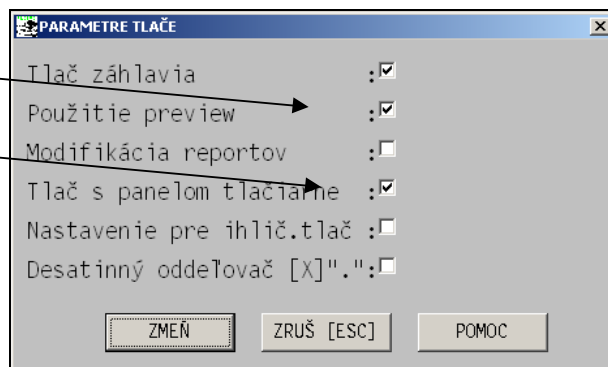 PARAMETRE TLAČE
Tlač záhlavia :
Použitie preview :
Modifikácia reportov :
Tlač s panelom tlačiarne :
Nastavenie pre ihlič.tlač :
Desatinný oddeľovač [X]".":
ZMEŇ ZRUŠ [ESC] POMOC